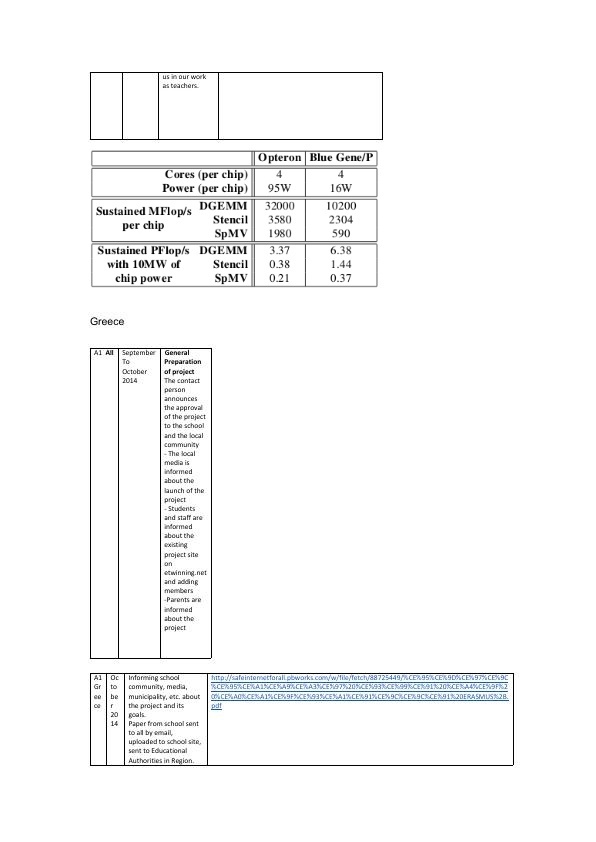 us in our work
as teachers.
Opteron Blue Gene/P
Cores (per chip) 4 4
Power (per chip) 95W 16W
Sustained MFlop/s per chip DGEMM 32000 10200
Stencil 3580 2304
SpMV 1980 590
Sustained PFlop/s with 10MW of chip power DGEMM 3.37 6.38
Stencil 0.38 1.44
SpMV 0.21 0.37
Greece
A1 All
September
To
October
2014
General
Preparation
of project
The contact
person
announces
the approval
of the project
to the school
and the local
community
- The local
media is
informed
about the
launch of the
project
- Students
and staff are
informed
about the
existing
project site
on
etwinning.net
and adding
members
-Parents are
informed
about the
project
A1
Gr
ee
ce
Oc
to
be
r
20
14
Informing school
community, media,
municipality, etc. about
the project and its
goals.
Paper from school sent
to all by email,
uploaded to school site,
sent to Educational
Authorities in Region.
http://safeinternetforall.pbworks.com/w/file/fetch/88725449/%CE%95%CE%9D%CE%97%CE%9C
%CE%95%CE%A1%CE%A9%CE%A3%CE%97%20%CE%93%CE%99%CE%91%20%CE%A4%CE%9F%2
0%CE%A0%CE%A1%CE%9F%CE%93%CE%A1%CE%91%CE%9C%CE%9C%CE%91%20ERASMUS%2B.
pdf